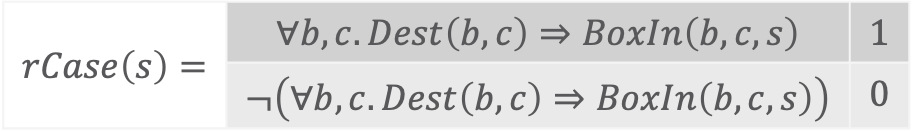 rCase(s) =
∀b, c. Dest(b, c) ⇒ BoxIn(b, c, s) 1
¬(∀b, c. Dest(b, c) ⇒ BoxIn(b, c, s)) 0